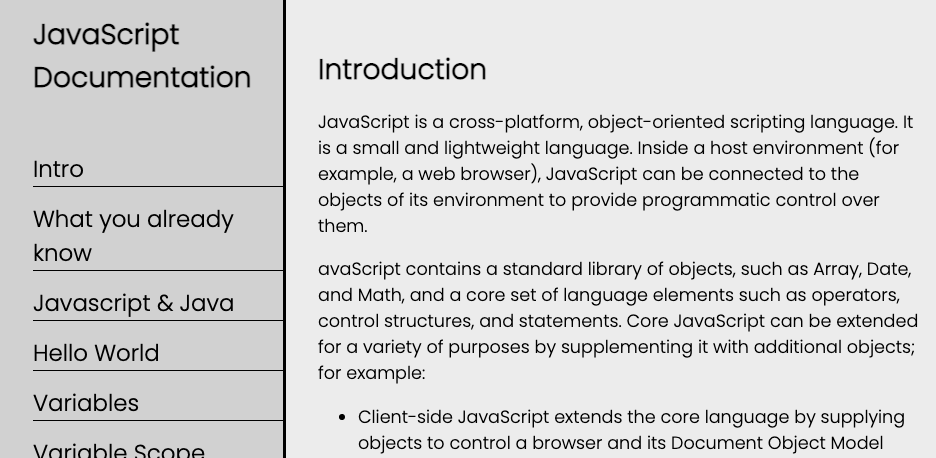 JavaScript
Documentation
Intro
What you already
know
Javascript & Java
Hello World
Variables
Variable Scope
Introduction
JavaScript is a cross-platform, object-oriented scripting language. It
is a small and lightweight language. Inside a host environment (for
example, a web browser), JavaScript can be connected to the
objects of its environment to provide programmatic control over
them.
avaScript contains a standard library of objects, such as Array, Date,
and Math, and a core set of language elements such as operators,
control structures, and statements. Core JavaScript can be extended
for a variety of purposes by supplementing it with additional objects;
for example:
• Client-side JavaScript extends the core language by supplying
objects to control a browser and its Document Object Model